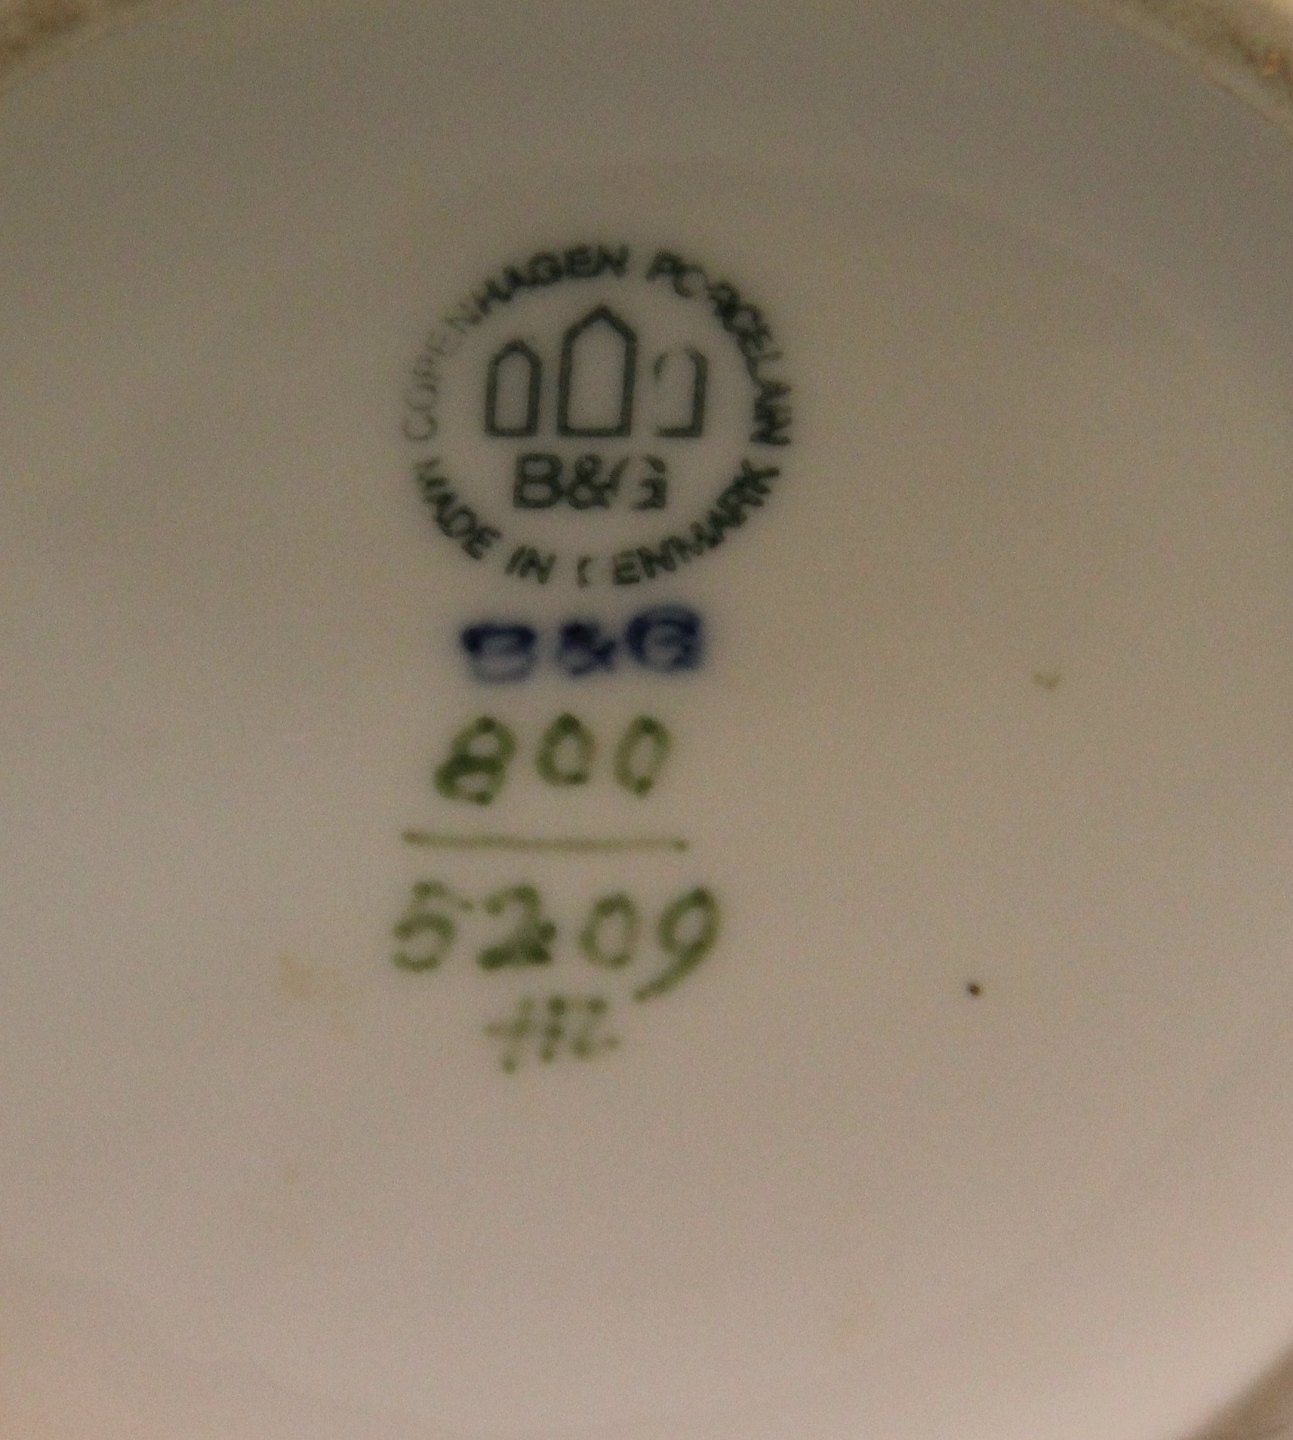 COPENHAGEN PORCELAIN
B&G
MADE IN DENMARK
B&G
800
5209